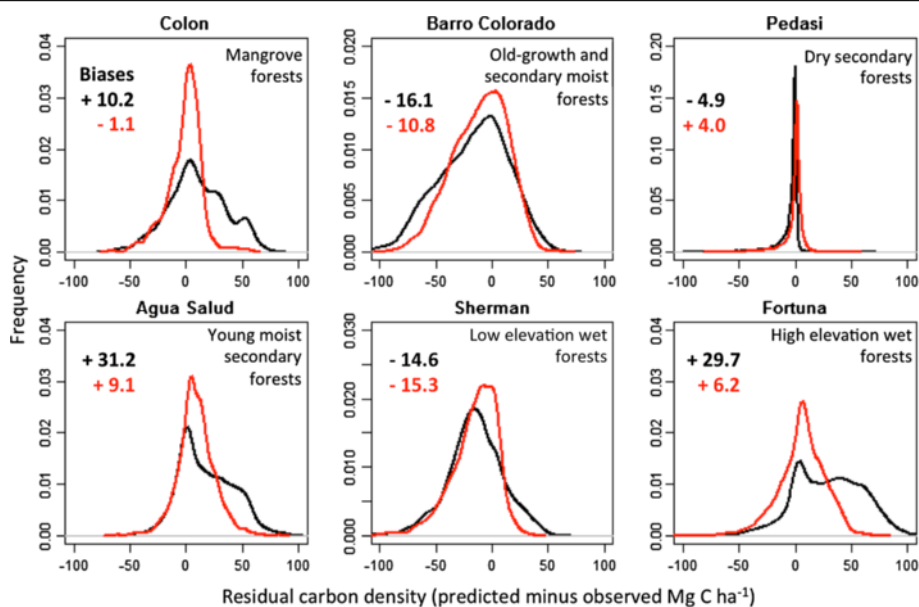 Colon
Barro Colorado
Pedasi
Mangrove
forests
Biases
+ 10.2
- 1.1
0.00 0.01 0.02 0.03 0.04
-100 -50 0 50 100
Old-growth and
secondary moist
forests
- 16.1
- 10.8
0.000 0.005 0.010 0.015 0.020
-100 -50 0 50 100
Dry secondary
forests
- 4.9
+ 4.0
0.00 0.05 0.10 0.15 0.20
-100 -50 0 50 100
Frequency
Agua Salud
Sherman
Fortuna
Young moist
secondary
forests
+ 31.2
+ 9.1
0.00 0.01 0.02 0.03 0.04
-100 -50 0 50 100
Low elevation wet
forests
- 14.6
- 15.3
0.000 0.010 0.020 0.030
-100 -50 0 50 100
High elevation wet
forests
+ 29.7
+ 6.2
0.00 0.01 0.02 0.03 0.04
-100 -50 0 50 100
Residual carbon density (predicted minus observed Mg C ha⁻¹)